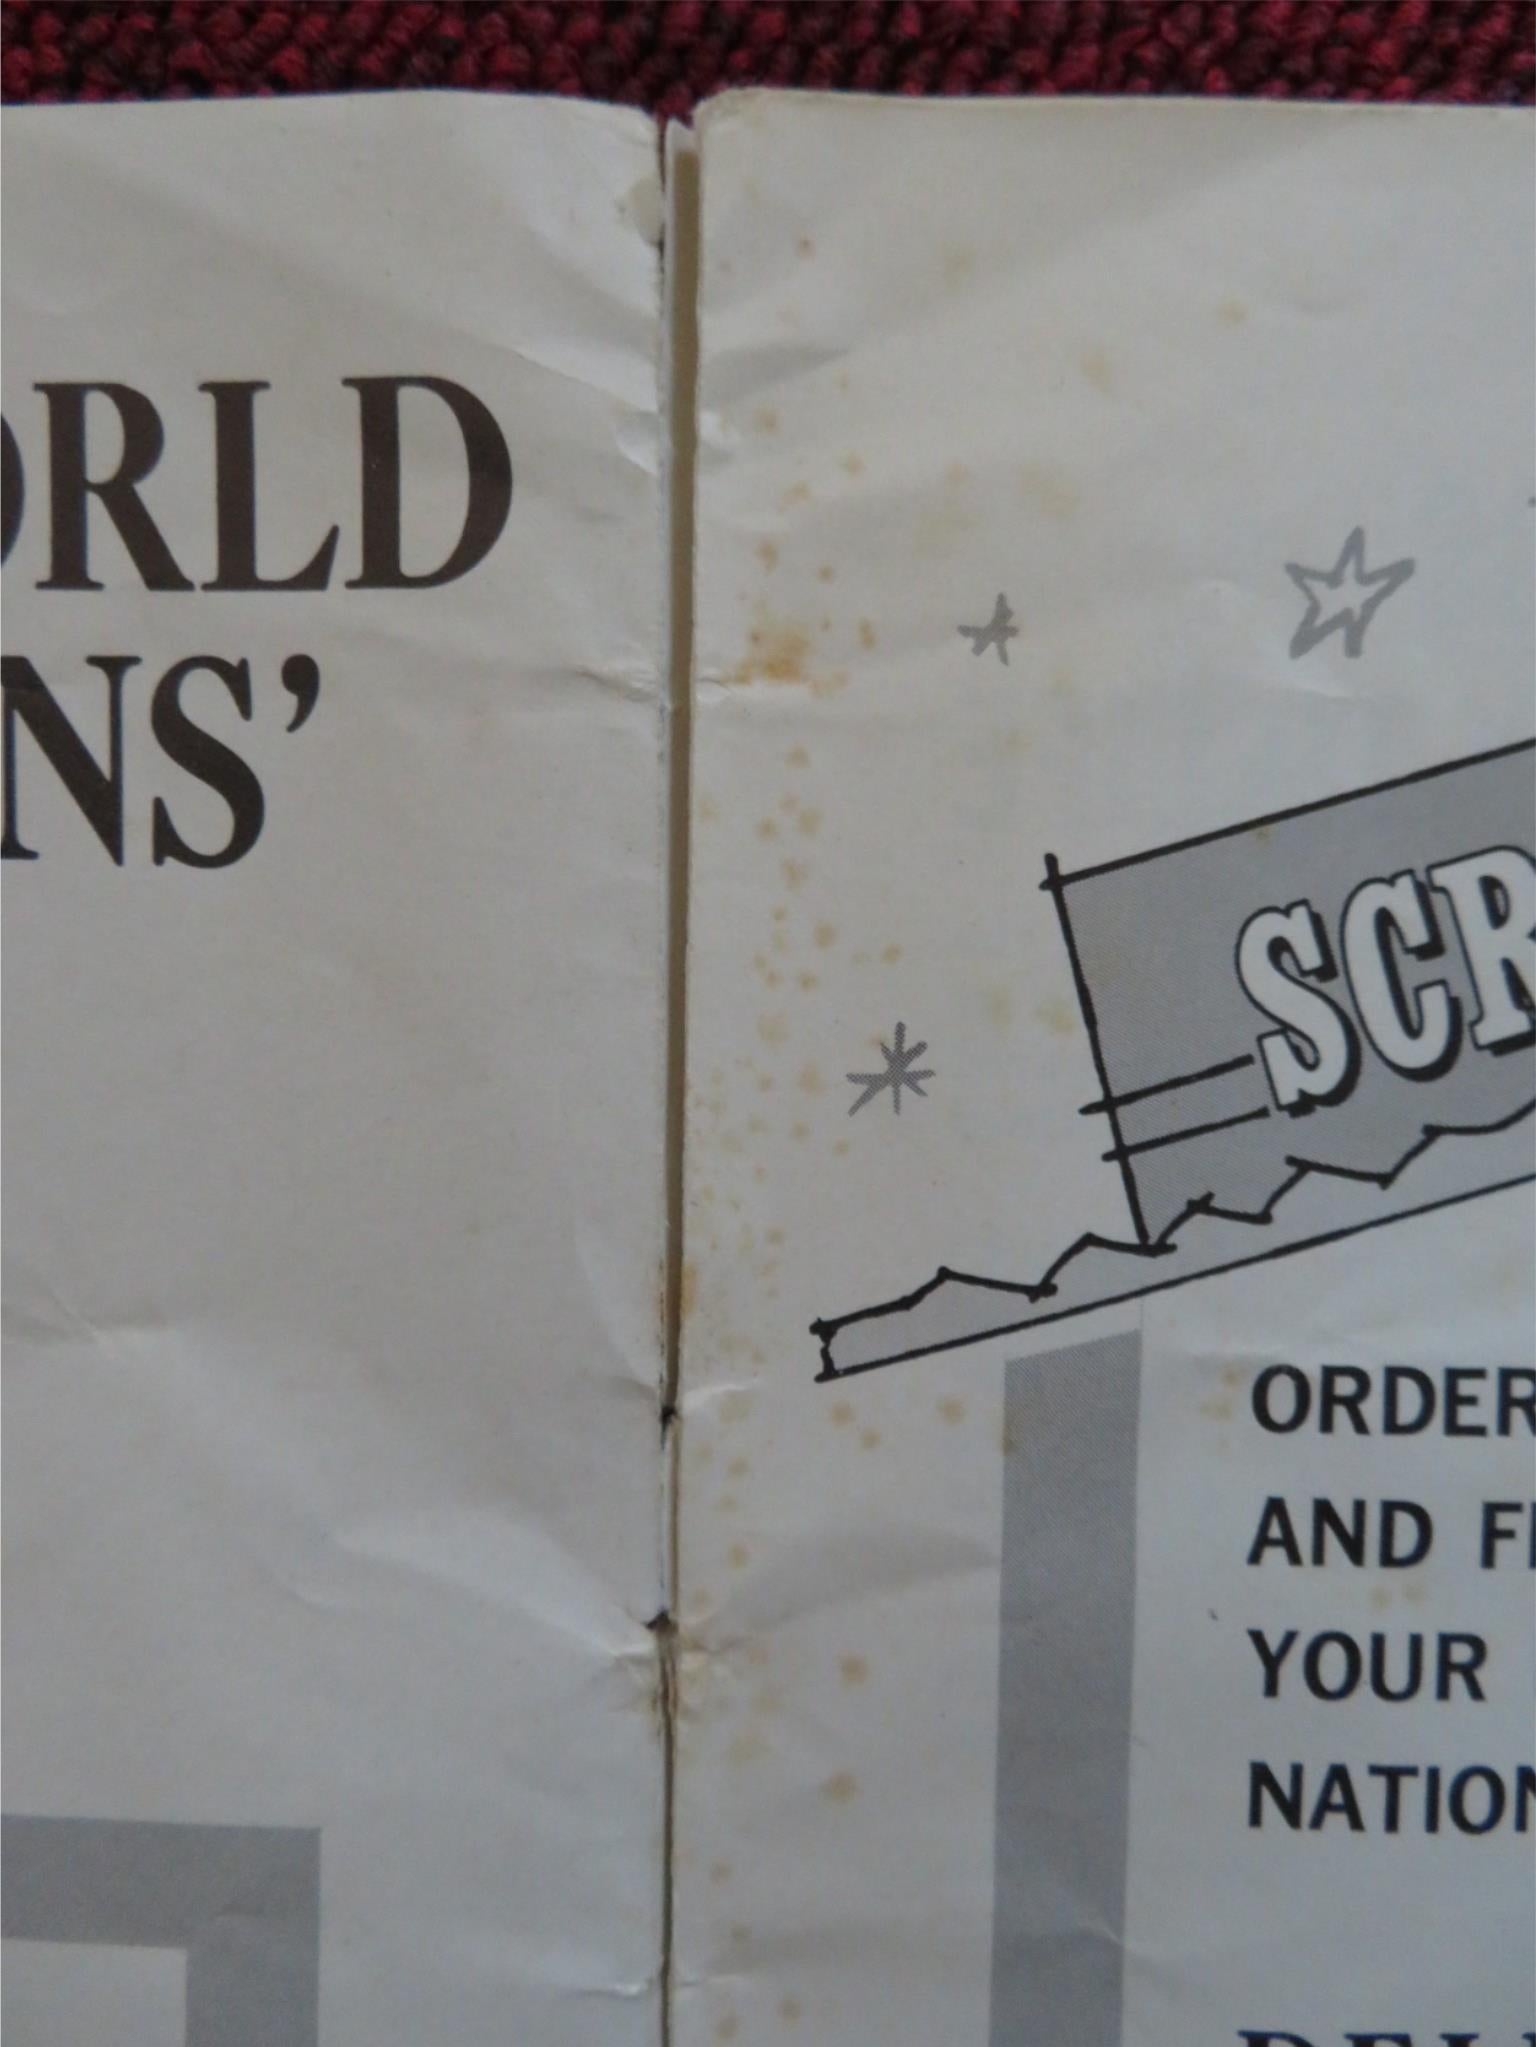 ORLD
NS’
SCR
ORDER
AND F
YOUR
NATION